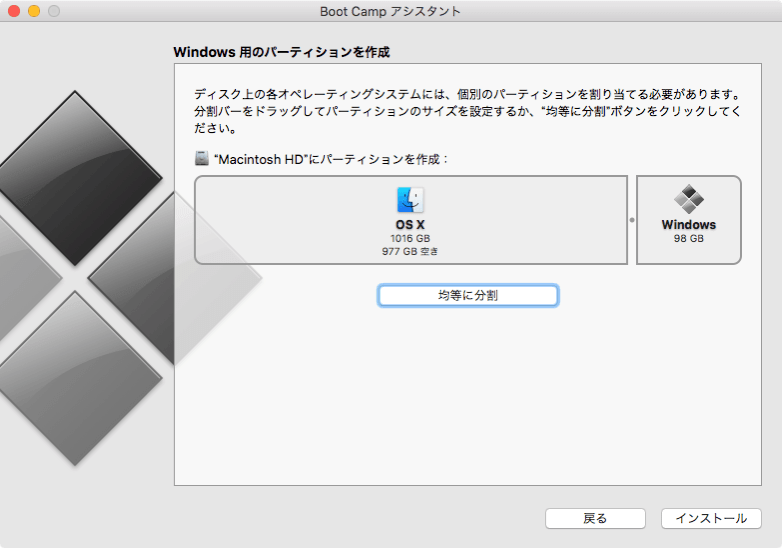 Boot Camp アシスタント
Windows 用のパーティションを作成
ディスク上の各オペレーティングシステムには、個別のパーティションを割り当てる必要があります。
分割バーをドラッグしてパーティションのサイズを設定するか、“均等に分割”ボタンをクリックしてく
ださい。
“Macintosh HD”にパーティションを作成：
OS X
1016 GB
977 GB 空き
Windows
98 GB
均等に分割
戻る
インストール